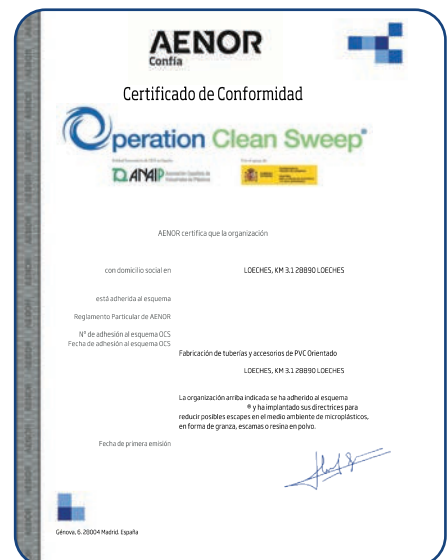 AENOR
Confía
Certificado de Conformidad
Operation Clean Sweep®
ANAIP
AENOR certifica que la organización
con domicilio social en LOECHES, KM 3.1 28890 LOECHES
está adherida al esquema
Reglamento Particular de AENOR
Nº de adhesión al esquema OCS
Fecha de adhesión al esquema OCS
Fabricación de tuberías y accesorios de PVC Orientado
LOECHES, KM 3.1 28890 LOECHES
La organización arriba indicada se ha adherido al esquema
® y ha implantado sus directrices para
reducir posibles escapes en el medio ambiente de microplásticos,
en forma de granza, escamas o resina en polvo.
Fecha de primera emisión
Génova, 6. 28004 Madrid. España